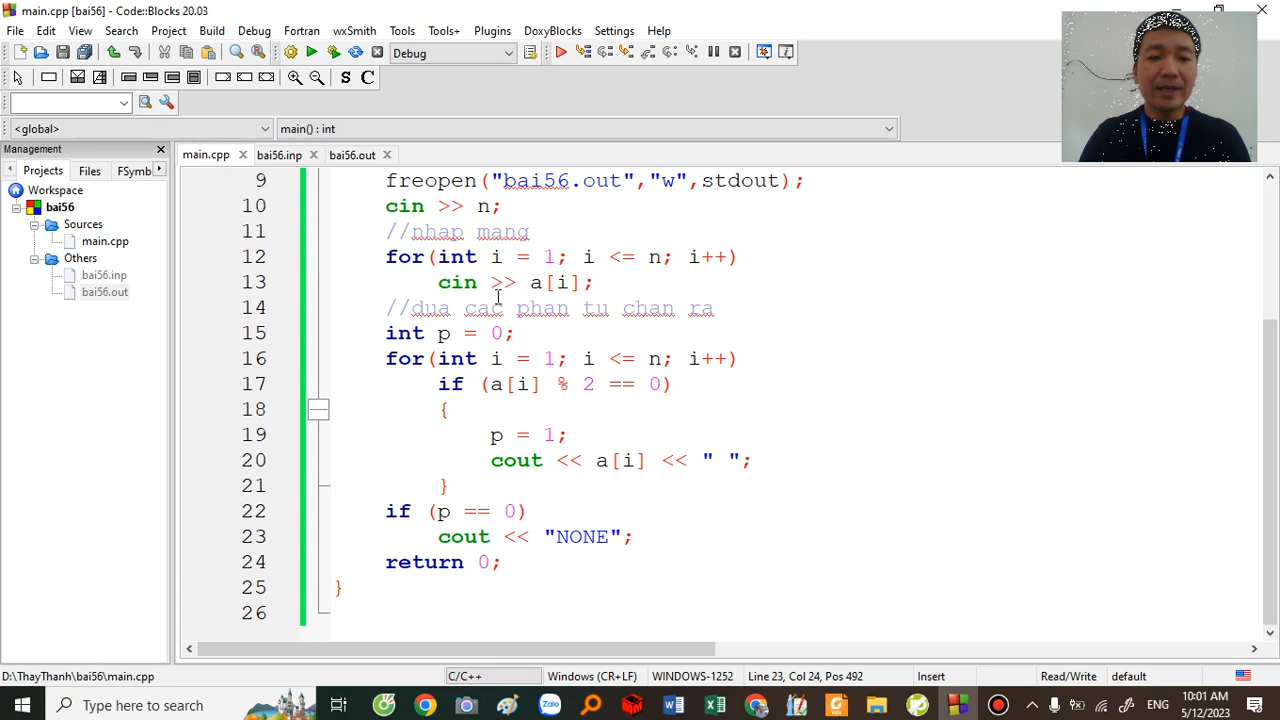 main.cpp [bai56] - Code::Blocks 20.03
File Edit View Search Project Build Debug Fortran wxSmith Tools Tools+ Plugins DoxyBlocks Settings Help
Debug
S C
<global> main() : int
Management
main.cpp bai56.inp bai56.out
Projects Files FSymb
Workspace
bai56
Sources
main.cpp
Others
bai56.inp
bai56.out
9 freopen("bai56.out","w",stdout);
10 cin >> n;
11 //nhap mang
12 for(int i = 1; i <= n; i++)
13 cin >> a[i];
14 //dua cac phan tu chan ra
15 int p = 0;
16 for(int i = 1; i <= n; i++)
17 if (a[i] % 2 == 0)
18 {
19 p = 1;
20 cout << a[i] << " ";
21 }
22 if (p == 0)
23 cout << "NONE";
24 return 0;
25 }
26
D:\ThayThanh\bai56\main.cpp C/C++ Windows (CR+LF) WINDOWS-1252 Line 23, Col 24, Pos 492 Insert Read/Write default
Type here to search
Zalo
ENG
10:01 AM
5/12/2023